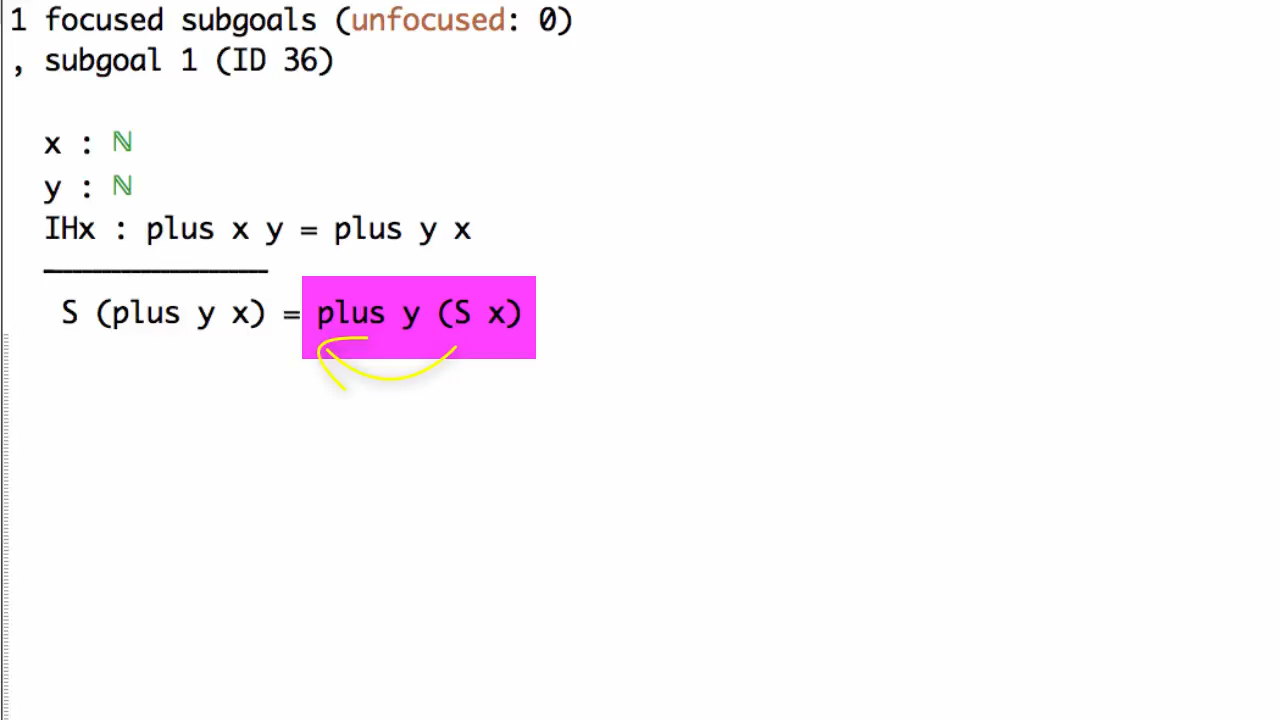 1 focused subgoals (unfocused: 0)
, subgoal 1 (ID 36)
x : ℕ
y : ℕ
IHx : plus x y = plus y x
S (plus y x) = plus y (S x)